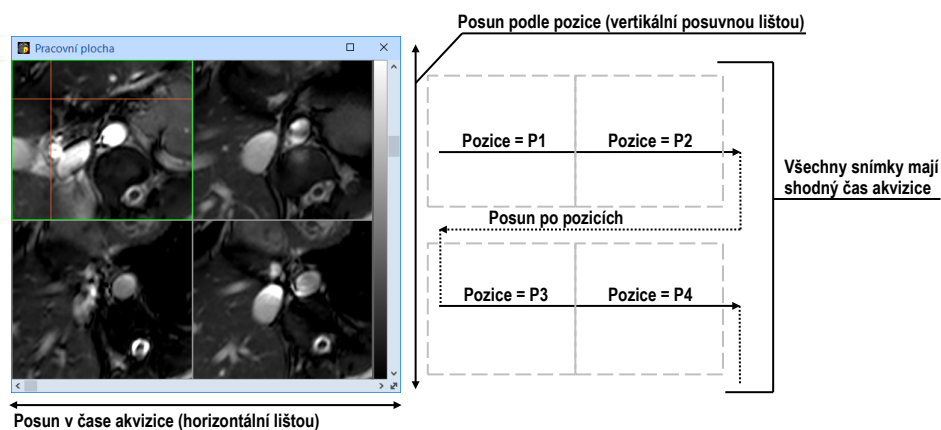 Posun podle pozice (vertikální posuvnou lištou)
Pracovní plocha
Pozice = P1
Pozice = P2
Všechny snímky mají
shodný čas akvizice
Posun po pozicích
Pozice = P3
Pozice = P4
Posun v čase akvizice (horizontální lištou)